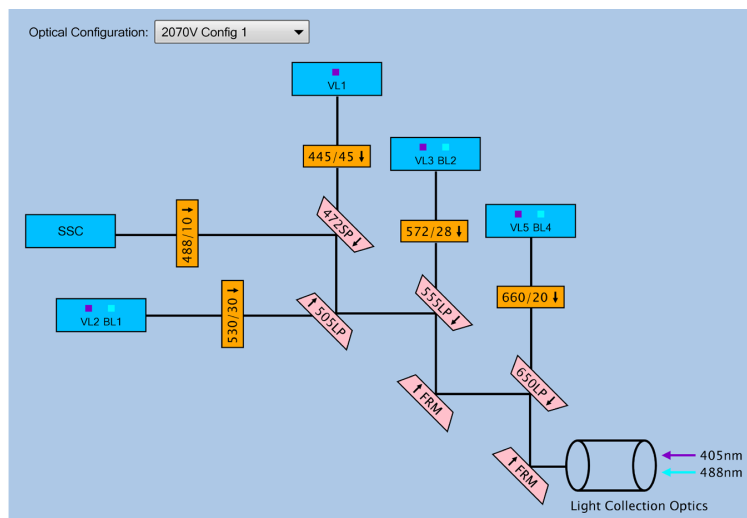 Optical Configuration: 2070V Config 1
VL1
445/45
VL3 BL2
472SP
488/10
SSC
572/28
VL5 BL4
555LP
660/20
530/30
505LP
VL2 BL1
650LP
FRM
FRM
405nm
488nm
Light Collection Optics